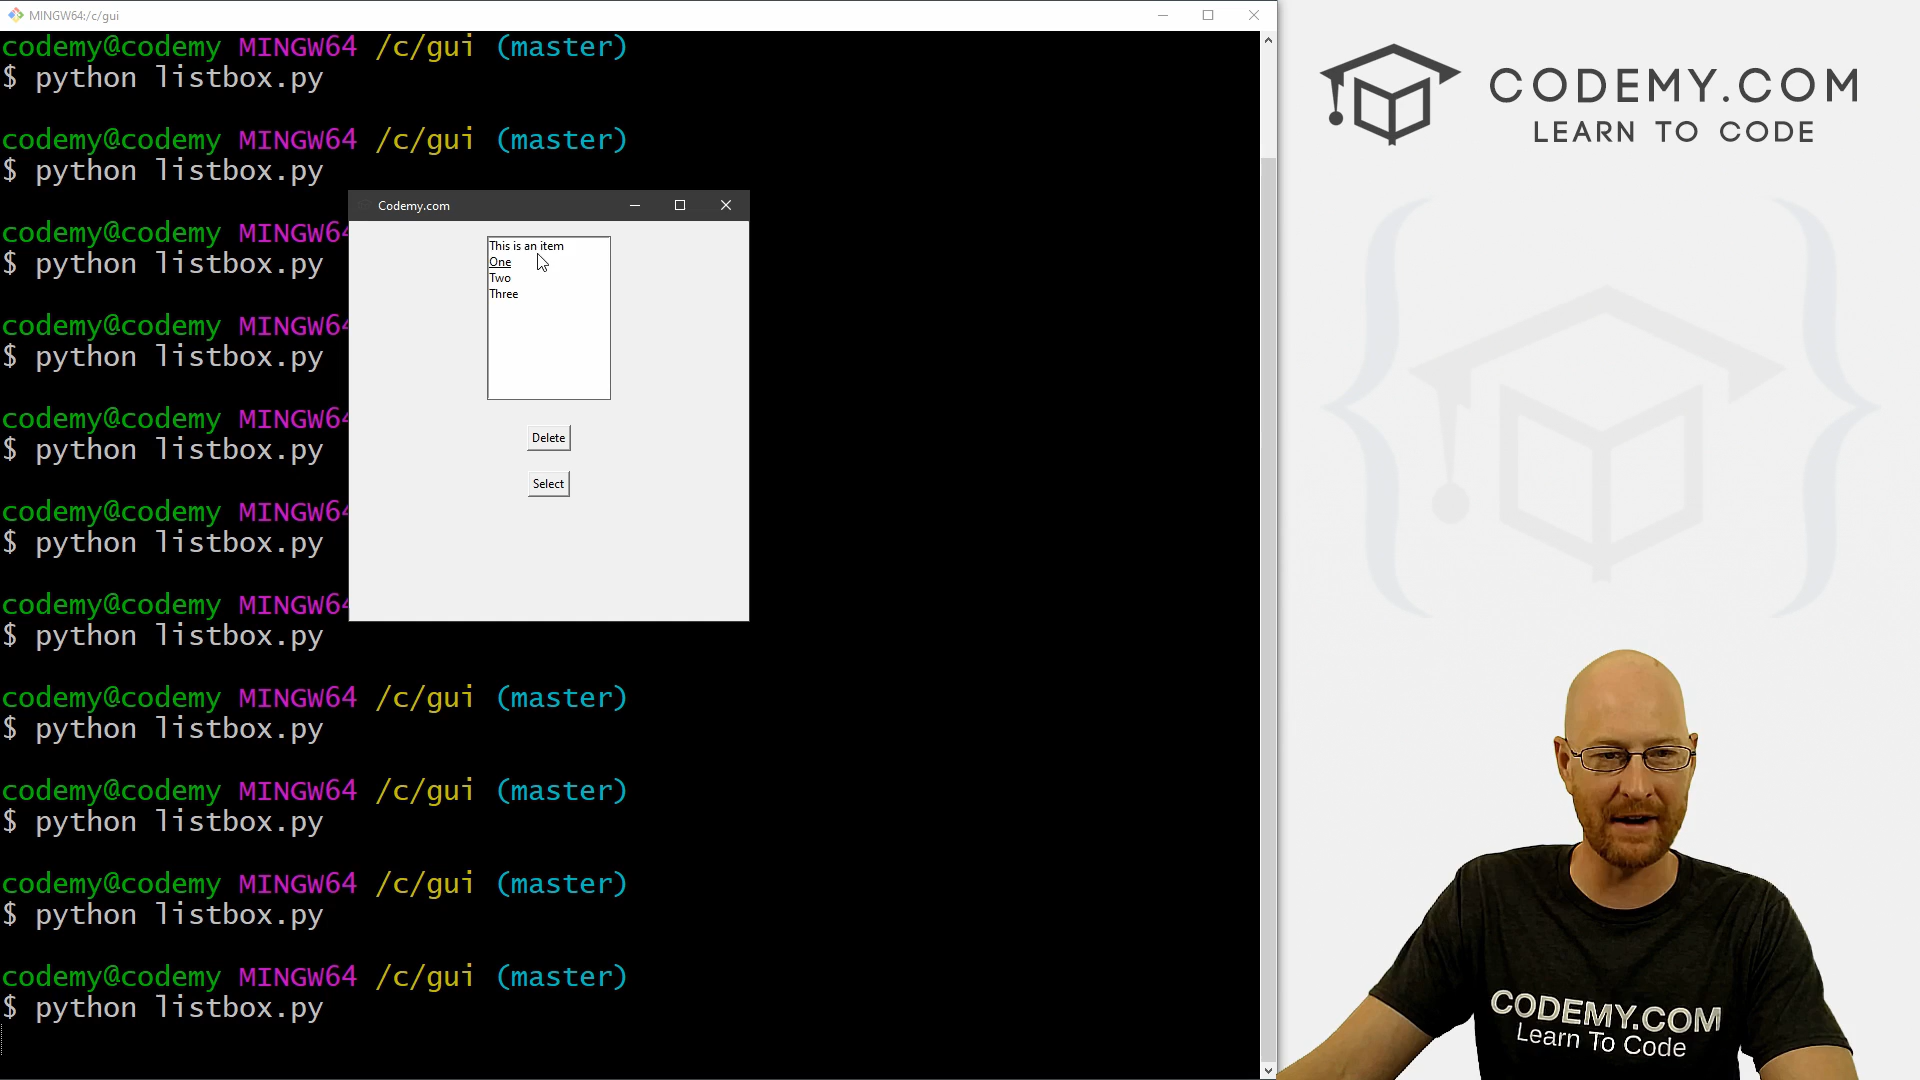 MINGW64:/c/gui
codemy@codemy MINGW64 /c/gui (master)
$ python listbox.py
codemy@codemy MINGW64 /c/gui (master)
$ python listbox.py
codemy@codemy MINGW64
$ python listbox.py
codemy@codemy MINGW64
$ python listbox.py
codemy@codemy MINGW64
$ python listbox.py
codemy@codemy MINGW64
$ python listbox.py
codemy@codemy MINGW64
$ python listbox.py
codemy@codemy MINGW64 /c/gui (master)
$ python listbox.py
codemy@codemy MINGW64 /c/gui (master)
$ python listbox.py
codemy@codemy MINGW64 /c/gui (master)
$ python listbox.py
codemy@codemy MINGW64 /c/gui (master)
$ python listbox.py
Codemy.com
This is an item
One
Two
Three
Delete
Select
CODEMY.COM
LEARN TO CODE
CODEMY.COM
Learn To Code